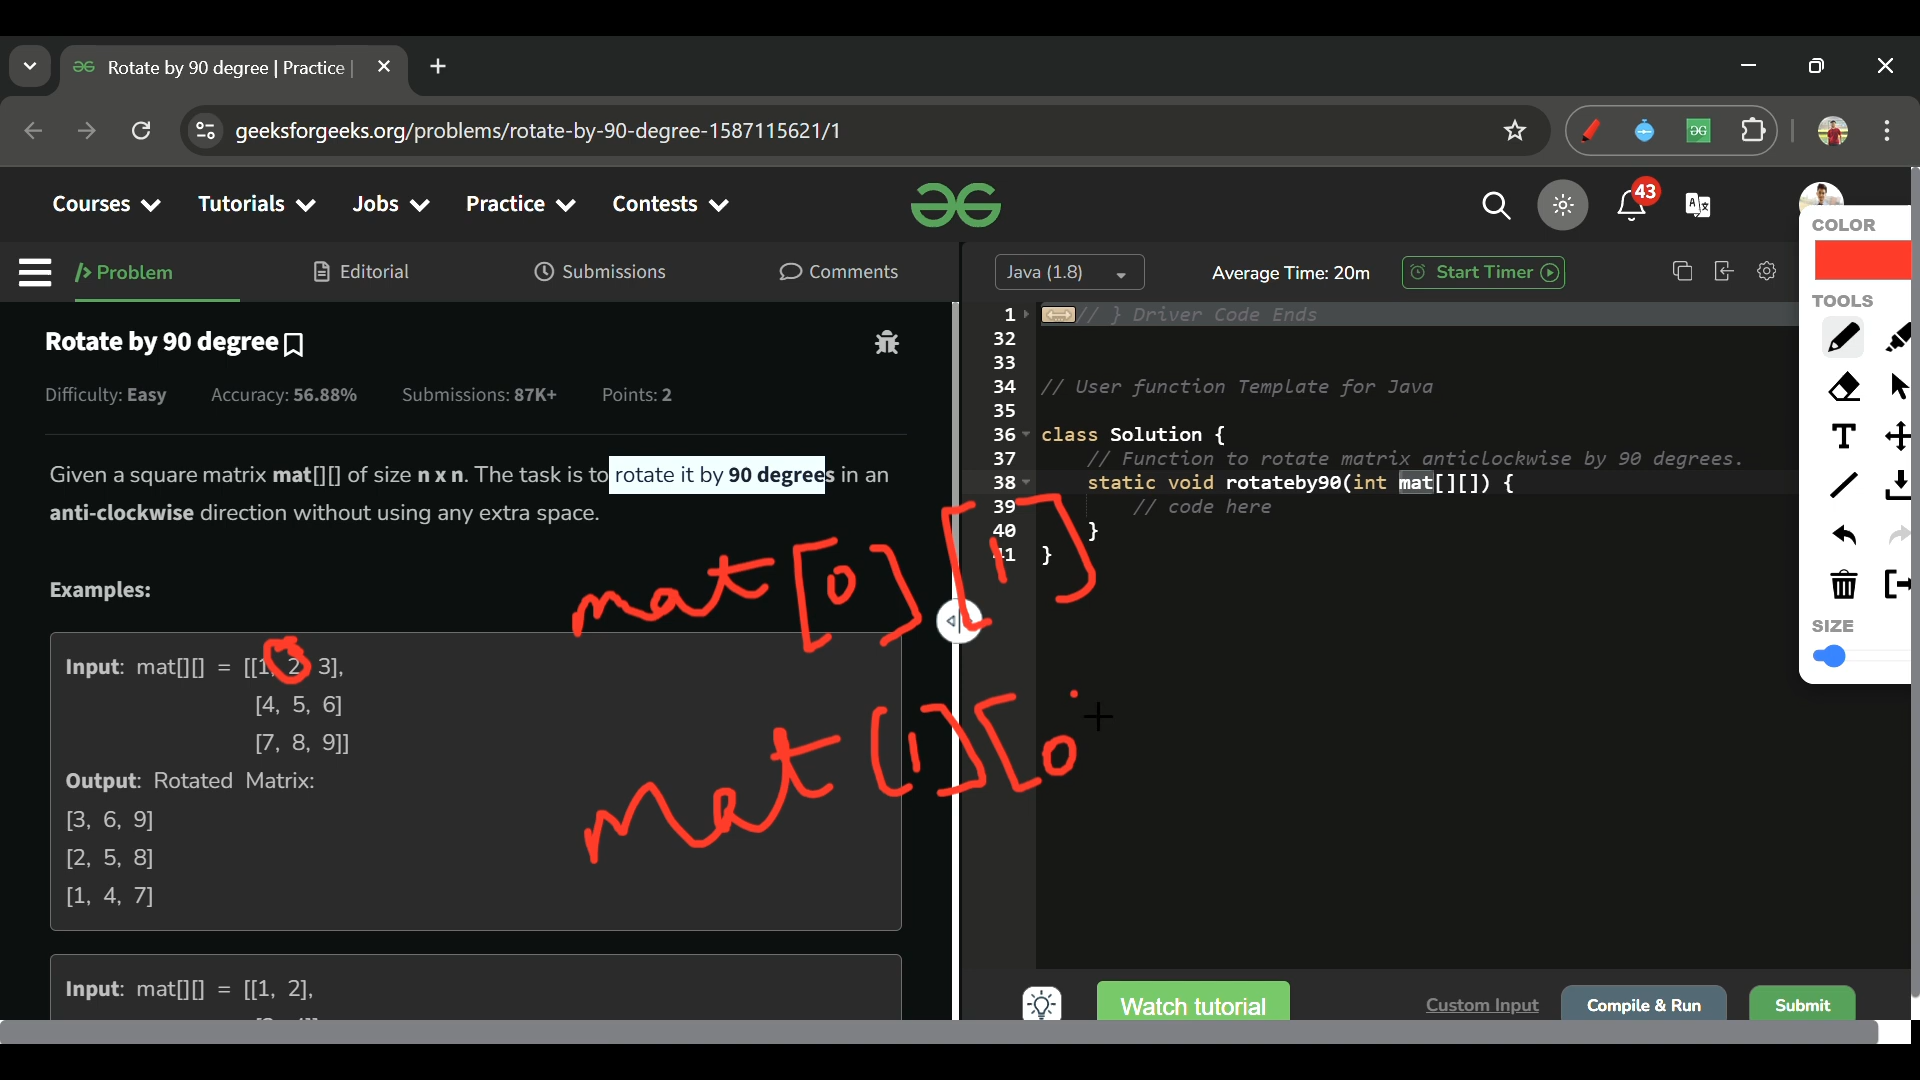 Rotate by 90 degree | Practice |
geeksforgeeks.org/problems/rotate-by-90-degree-1587115621/1
Courses Tutorials Jobs Practice Contests
43
COLOR
TOOLS
SIZE
Problem Editorial Submissions Comments
Java (1.8) Average Time: 20m Start Timer
Rotate by 90 degree
Difficulty: Easy Accuracy: 56.88% Submissions: 87K+ Points: 2
Given a square matrix mat[][] of size n x n. The task is to rotate it by 90 degrees in an
anti-clockwise direction without using any extra space.
Examples:
Input: mat[][] = [[1, 2, 3],
[4, 5, 6]
[7, 8, 9]]
Output: Rotated Matrix:
[3, 6, 9]
[2, 5, 8]
[1, 4, 7]
Input: mat[][] = [[1, 2],
mat[0][1]
mat[1][0
1 // } Driver Code Ends
32
33
34 // User function Template for Java
35
36 class Solution {
37 // Function to rotate matrix anticlockwise by 90 degrees.
38 static void rotateby90(int mat[][]) {
39 // code here
40 }
41 }
Watch tutorial Custom Input Compile & Run Submit